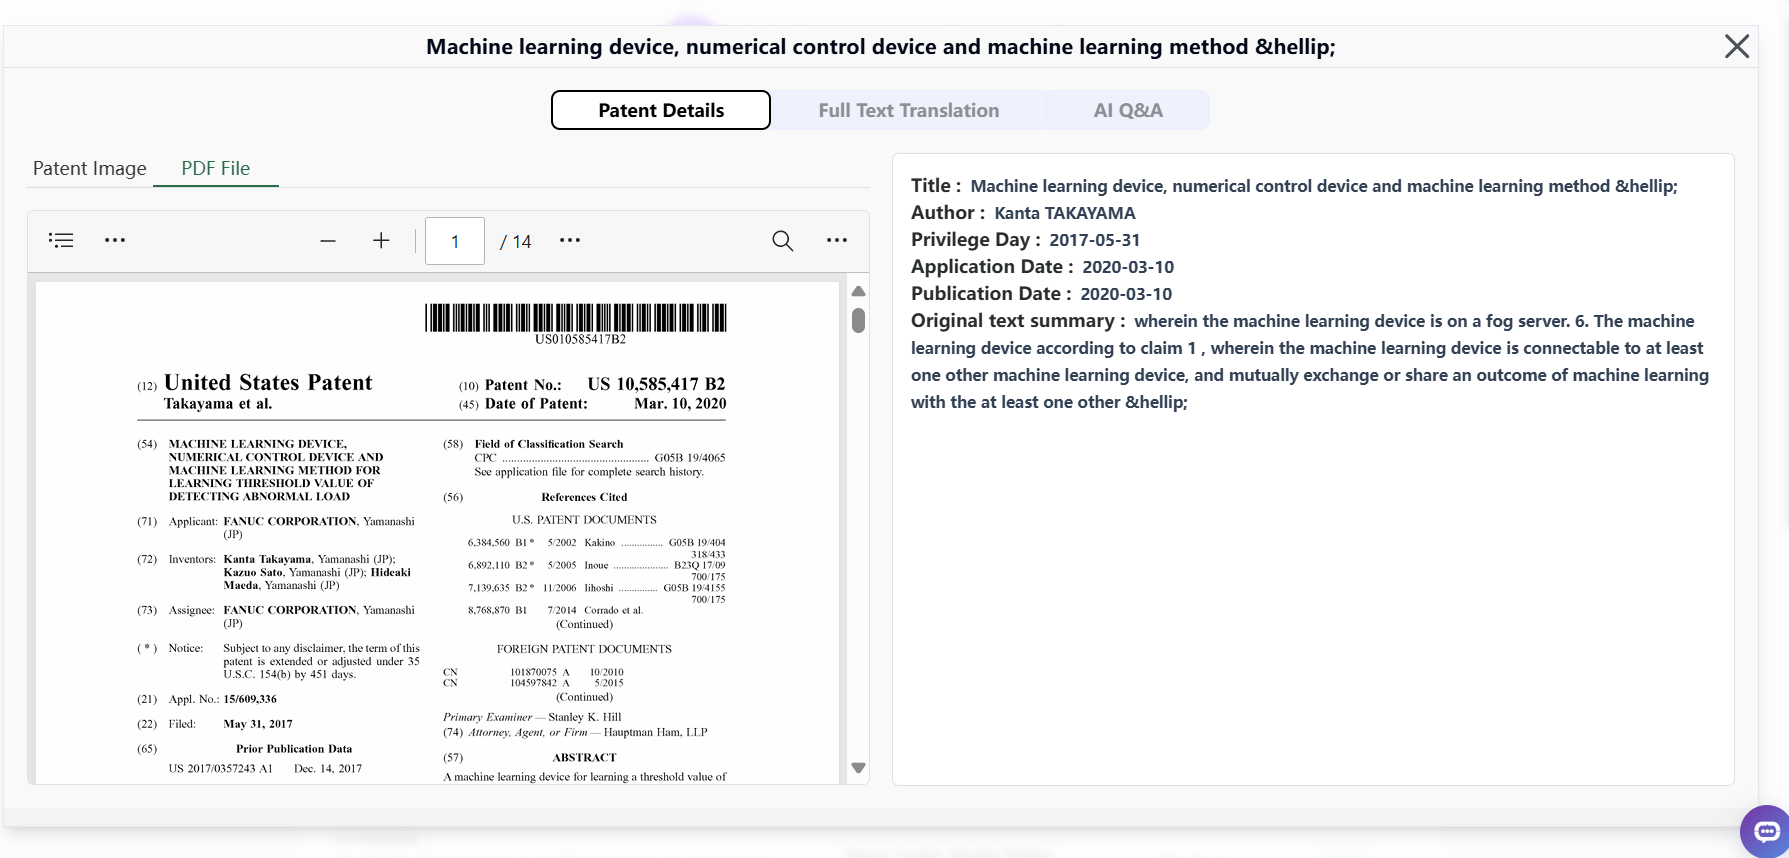 Machine learning device, numerical control device and machine learning method &hellip;
Patent Details
Full Text Translation
AI Q&A
Patent Image
PDF File
1
/ 14
US010585417B2
(12) United States Patent
Takayama et al.
(10) Patent No.: US 10,585,417 B2
(45) Date of Patent: Mar. 10, 2020
(54) MACHINE LEARNING DEVICE,
NUMERICAL CONTROL DEVICE AND
MACHINE LEARNING METHOD FOR
LEARNING THRESHOLD VALUE OF
DETECTING ABNORMAL LOAD
(71) Applicant: FANUC CORPORATION, Yamanashi
(JP)
(72) Inventors: Kanta Takayama, Yamanashi (JP);
Kazuo Sato, Yamanashi (JP); Hideaki
Maeda, Yamanashi (JP)
(73) Assignee: FANUC CORPORATION, Yamanashi
(JP)
( * ) Notice: Subject to any disclaimer, the term of this
patent is extended or adjusted under 35
U.S.C. 154(b) by 451 days.
(21) Appl. No.: 15/609,336
(22) Filed: May 31, 2017
(65) Prior Publication Data
US 2017/0357243 A1 Dec. 14, 2017
(58) Field of Classification Search
CPC ................................................. G05B 19/4065
See application file for complete search history.
(56) References Cited
U.S. PATENT DOCUMENTS
6,384,560 B1 * 5/2002 Kakino ............... G05B 19/404
318/433
6,892,110 B2 * 5/2005 Inoue .................... B23Q 17/09
700/175
7,139,635 B2 * 11/2006 Iihoshi .............. G05B 19/4155
700/175
8,768,870 B1 7/2014 Corrado et al.
(Continued)
FOREIGN PATENT DOCUMENTS
CN 101870075 A 10/2010
CN 104597842 A 5/2015
(Continued)
Primary Examiner — Stanley K. Hill
(74) Attorney, Agent, or Firm — Hauptman Ham, LLP
(57) ABSTRACT
A machine learning device for learning a threshold value of
Title : Machine learning device, numerical control device and machine learning method &hellip;
Author : Kanta TAKAYAMA
Privilege Day : 2017-05-31
Application Date : 2020-03-10
Publication Date : 2020-03-10
Original text summary : wherein the machine learning device is on a fog server. 6. The machine
learning device according to claim 1 , wherein the machine learning device is connectable to at least
one other machine learning device, and mutually exchange or share an outcome of machine learning
with the at least one other &hellip;